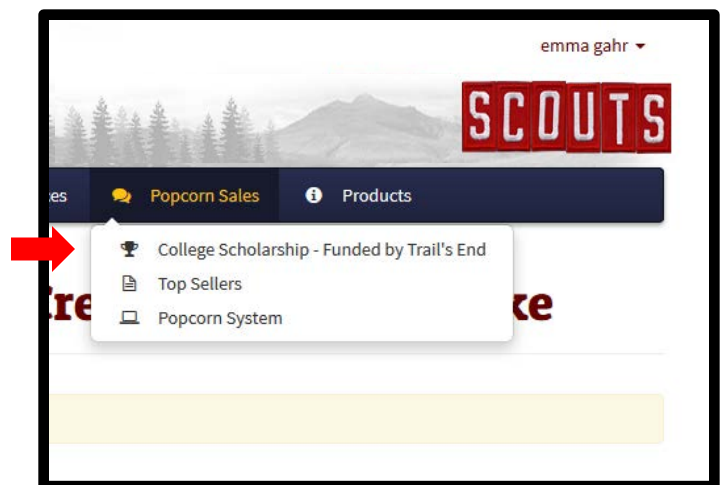 emma gahr
SCOUTS
Popcorn Sales
Products
College Scholarship - Funded by Trail's End
Top Sellers
Popcorn System